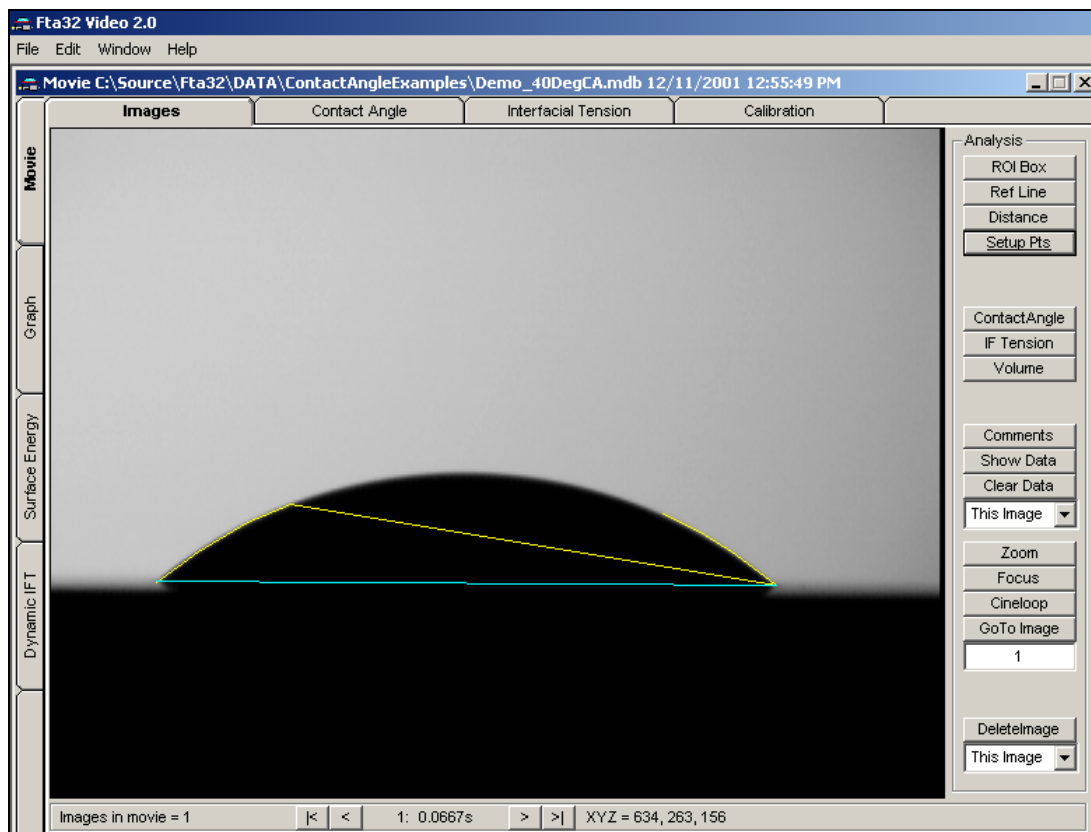 Fta32 Video 2.0
File Edit Window Help
Movie C:\Source\Fta32\DATA\ContactAngleExamples\Demo_40DegCA.mdb 12/11/2001 12:55:49 PM
Images Contact Angle Interfacial Tension Calibration
Movie
Graph
Surface Energy
Dynamic IFT
Analysis
ROI Box
Ref Line
Distance
Setup Pts
ContactAngle
IF Tension
Volume
Comments
Show Data
Clear Data
This Image
Zoom
Focus
Cineloop
GoTo Image
1
DeleteImage
This Image
Images in movie = 1 |< < 1: 0.0667s > >| XYZ = 634, 263, 156